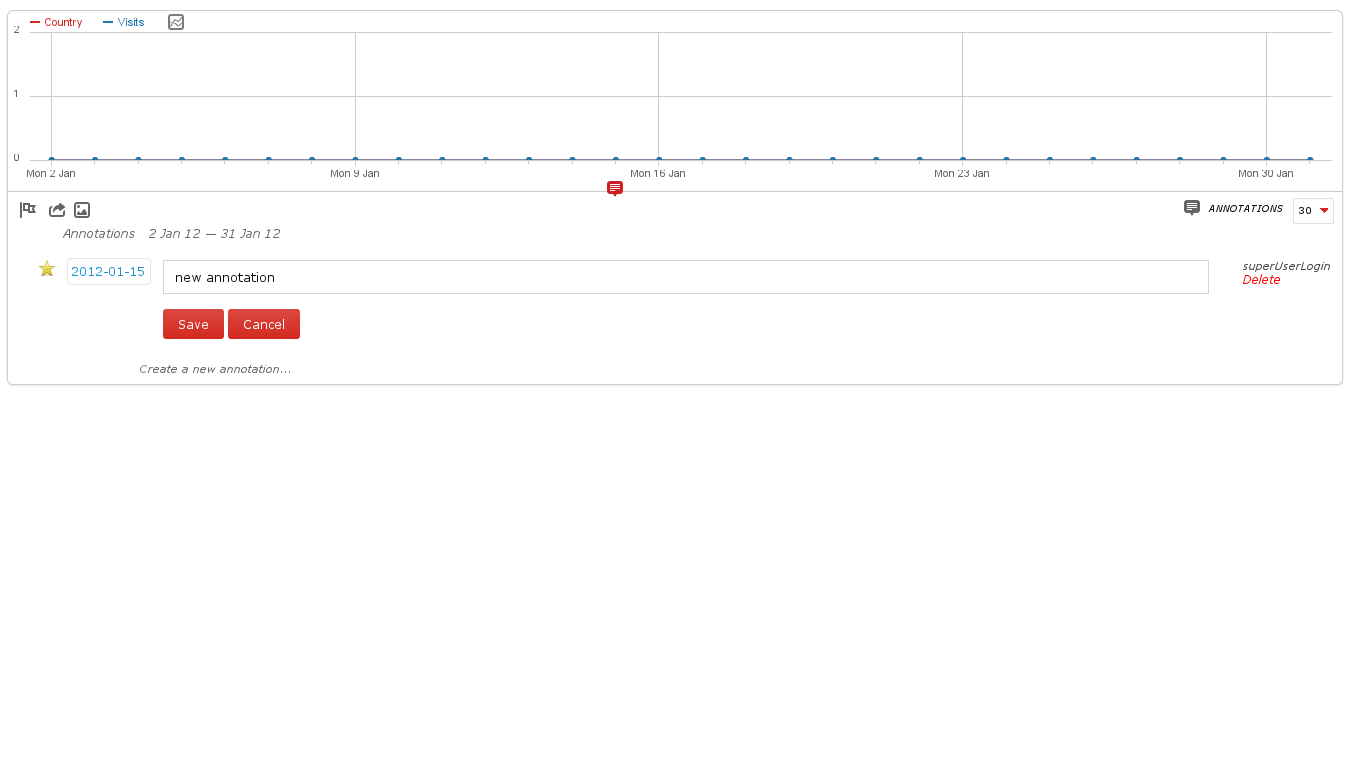 Country Visits
2
1
0
Mon 2 Jan Mon 9 Jan Mon 16 Jan Mon 23 Jan Mon 30 Jan
ANNOTATIONS 30
Annotations 2 Jan 12 — 31 Jan 12
2012-01-15 new annotation superUserLogin
Delete
Save Cancel
Create a new annotation...